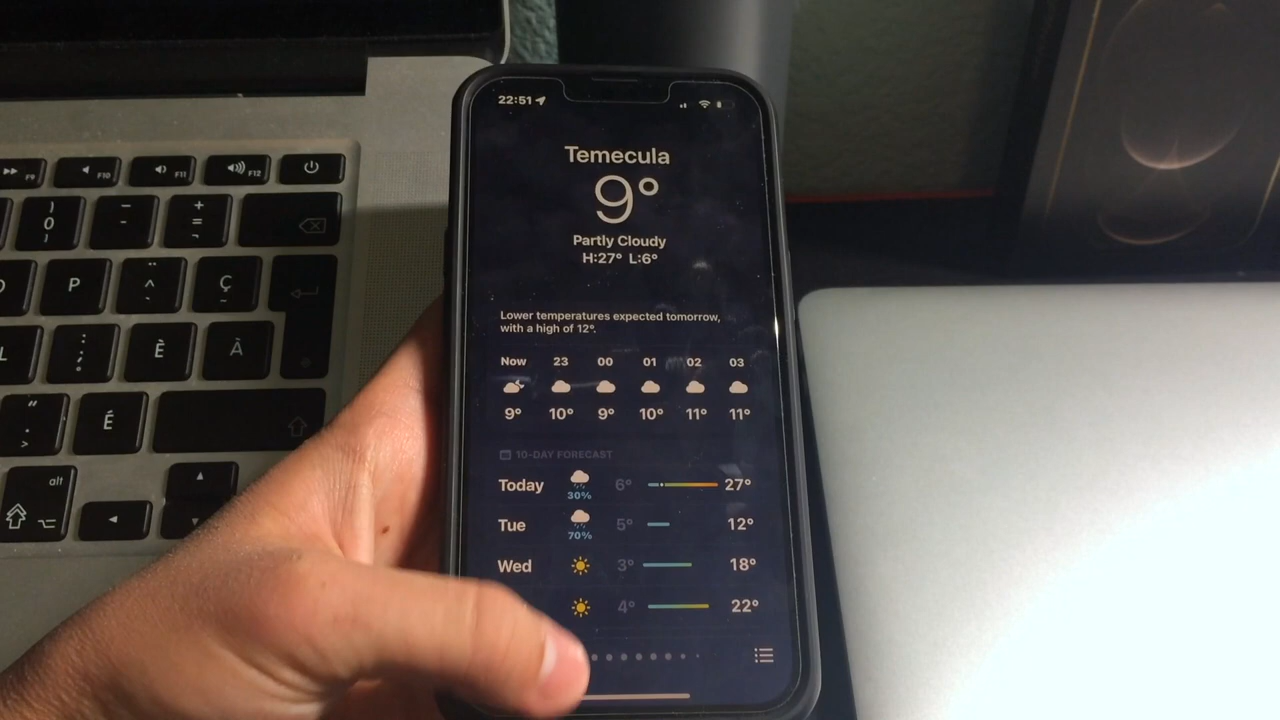 22:51
Temecula
9°
Partly Cloudy
H:27° L:6°
Lower temperatures expected tomorrow,
with a high of 12°.
Now 23 00 01 02 03
9° 10° 9° 10° 11° 11°
10-DAY FORECAST
Today 30% 6° 27°
Tue 70% 5° 12°
Wed 3° 18°
4° 22°
F9 F10 F11 F12
) 0 - + =
P ¨ ^ Ç
L : ; È À
É
alt